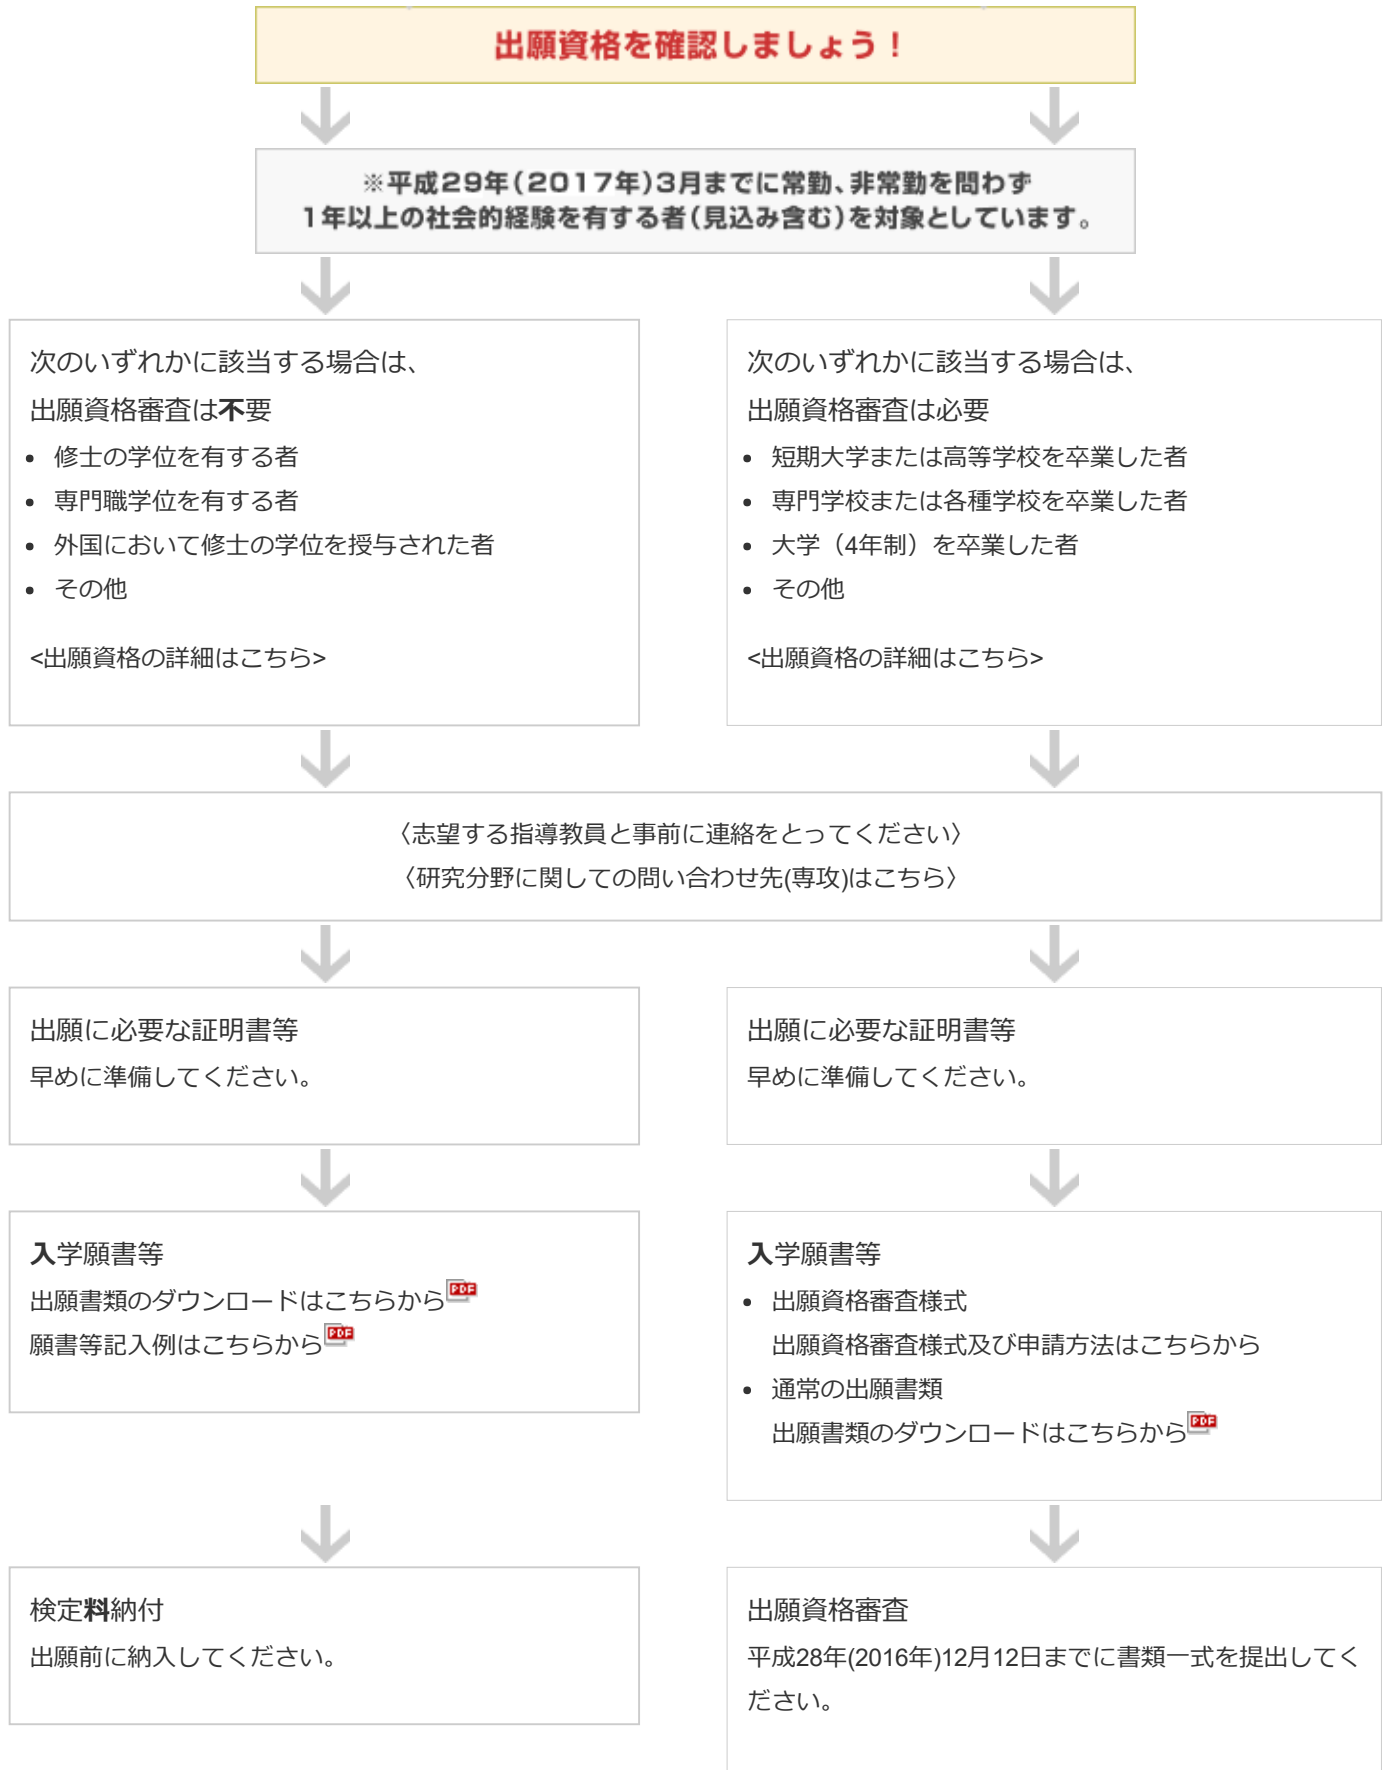 出願資格を確認しましょう！
※平成29年(2017年)3月までに常勤、非常勤を問わず
1年以上の社会的経験を有する者(見込み含む)を対象としています。
次のいずれかに該当する場合は、
出願資格審査は不要
• 修士の学位を有する者
• 専門職学位を有する者
• 外国において修士の学位を授与された者
• その他
<出願資格の詳細はこちら>
次のいずれかに該当する場合は、
出願資格審査は必要
• 短期大学または高等学校を卒業した者
• 専門学校または各種学校を卒業した者
• 大学（4年制）を卒業した者
• その他
<出願資格の詳細はこちら>
〈志望する指導教員と事前に連絡をとってください〉
〈研究分野に関しての問い合わせ先(専攻)はこちら〉
出願に必要な証明書等
早めに準備してください。
出願に必要な証明書等
早めに準備してください。
入学願書等
出願書類のダウンロードはこちらから PDF
願書等記入例はこちらから PDF
入学願書等
• 出願資格審査様式
出願資格審査様式及び申請方法はこちらから
• 通常の出願書類
出願書類のダウンロードはこちらから PDF
検定料納付
出願前に納入してください。
出願資格審査
平成28年(2016年)12月12日までに書類一式を提出してく
ださい。